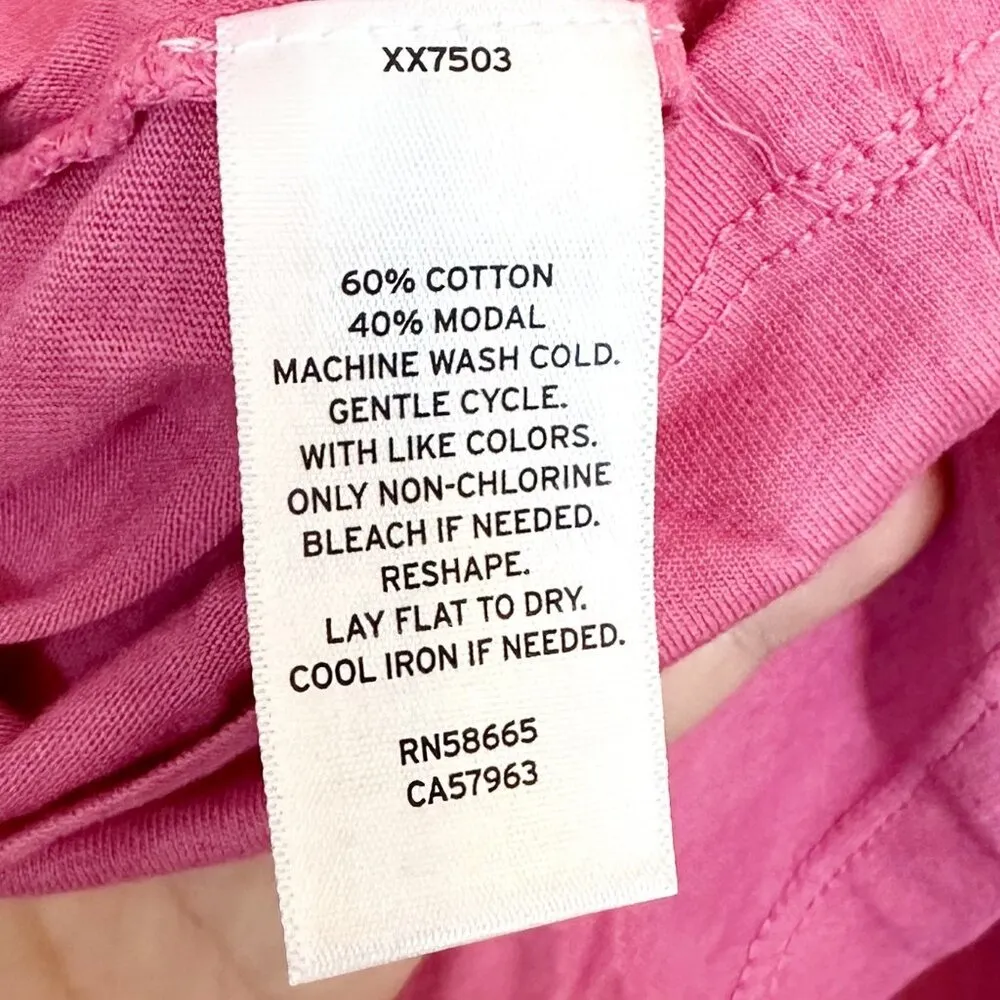 XX7503
60% COTTON
40% MODAL
MACHINE WASH COLD.
GENTLE CYCLE.
WITH LIKE COLORS.
ONLY NON-CHLORINE
BLEACH IF NEEDED.
RESHAPE.
LAY FLAT TO DRY.
COOL IRON IF NEEDED.
RN58665
CA57963